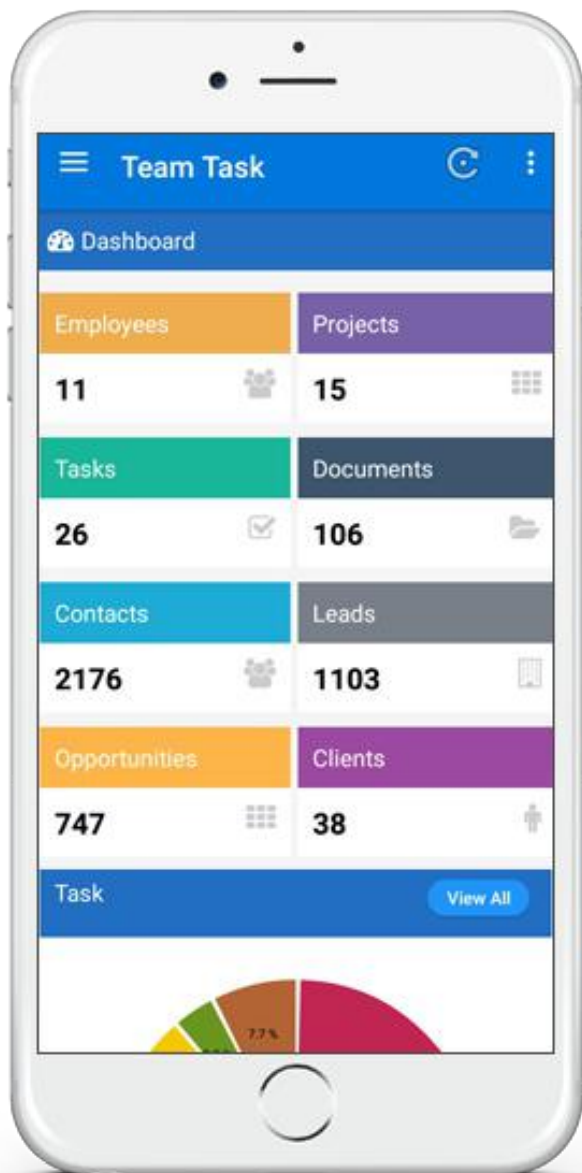 Team Task
Dashboard
Employees Projects
11 15
Tasks Documents
26 106
Contacts Leads
2176 1103
Opportunities Clients
747 38
Task View All
7.7 %